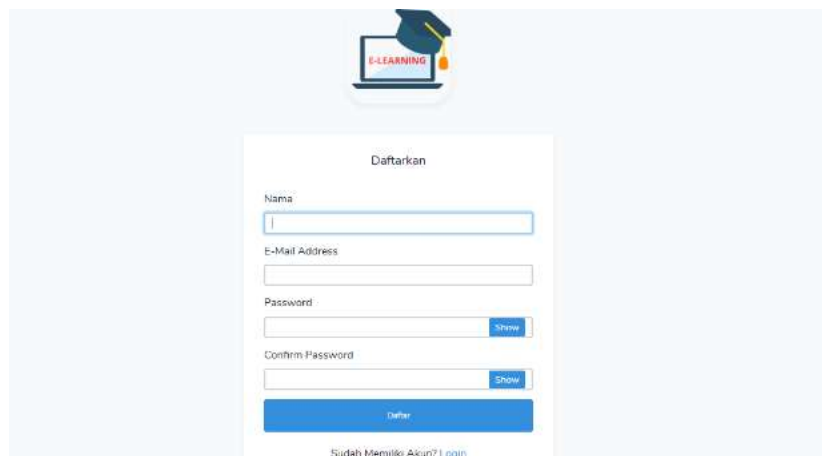 E-LEARNING
Daftarkan
Nama
E-Mail Address
Password
Show
Confirm Password
Show
Daftar
Sudah Memiliki Akun? Login